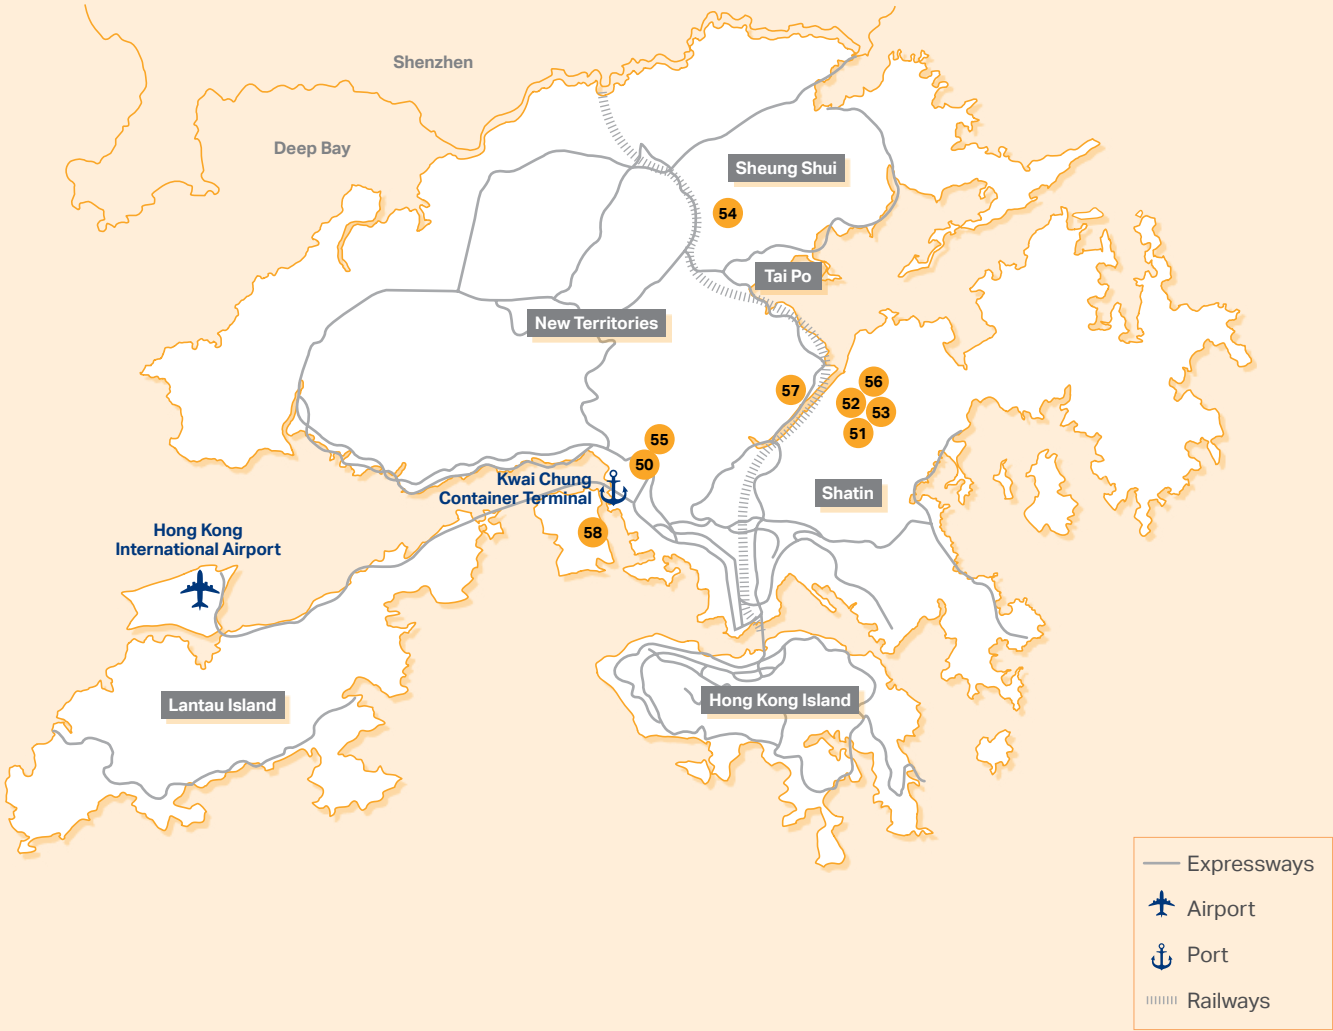 Shenzhen
Deep Bay
Sheung Shui
54
Tai Po
New Territories
57
56
52
53
51
55
50
Kwai Chung
Container Terminal
Shatin
58
Hong Kong
International Airport
Lantau Island
Hong Kong Island
Expressways
Airport
Port
Railways